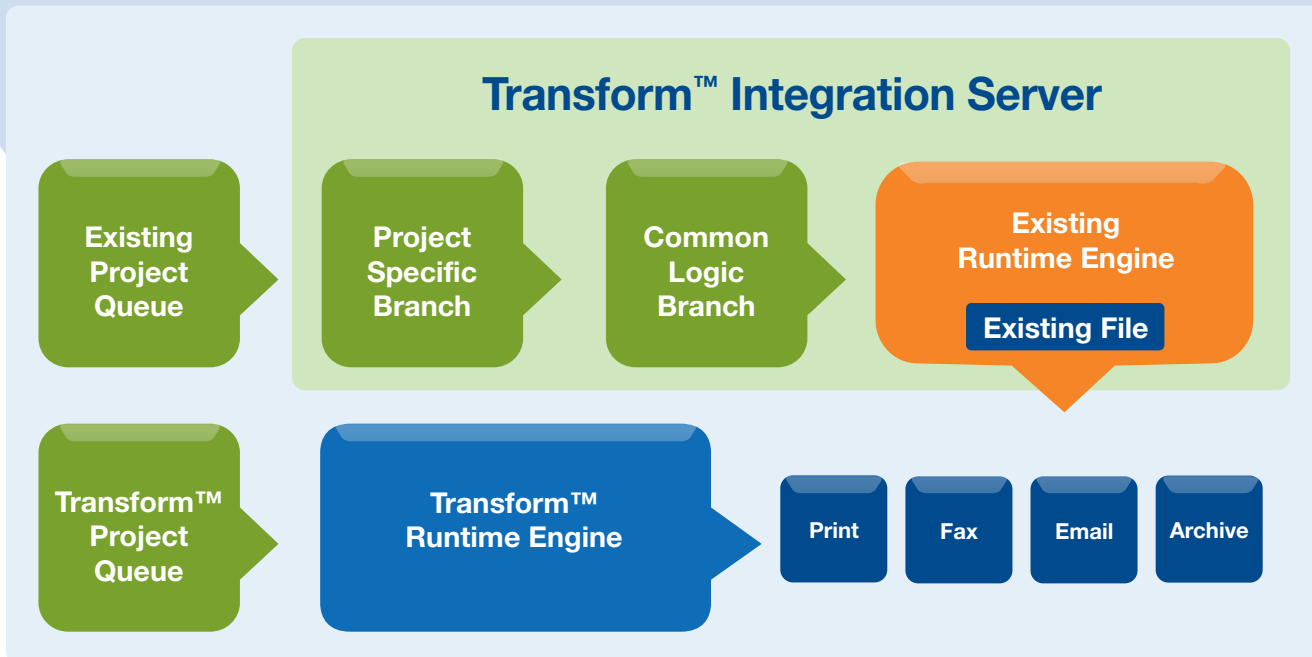 Transform™ Integration Server
Existing
Project
Queue
Project
Specific
Branch
Common
Logic
Branch
Existing
Runtime Engine
Existing File
Transform™
Project
Queue
Transform™
Runtime Engine
Print
Fax
Email
Archive